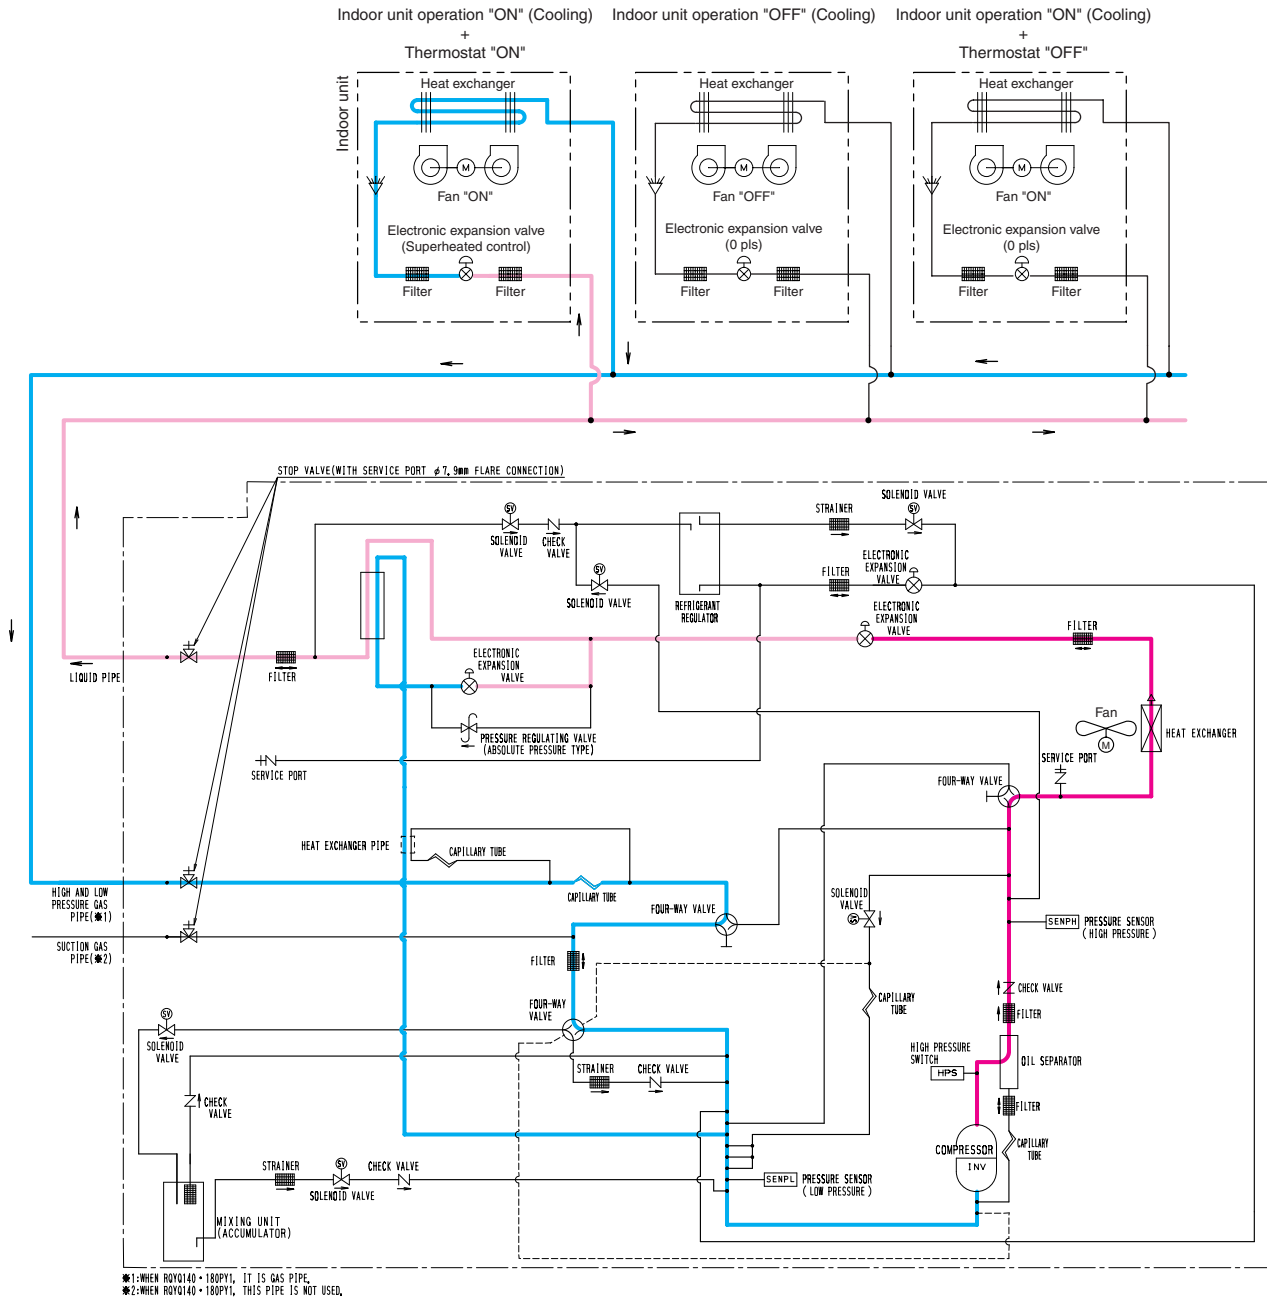 Indoor unit operation "ON" (Cooling)
+
Thermostat "ON"
Indoor unit operation "OFF" (Cooling)
Indoor unit operation "ON" (Cooling)
+
Thermostat "OFF"
Indoor unit
Heat exchanger
M
Fan "ON"
Electronic expansion valve
(Superheated control)
Filter
Filter
Heat exchanger
M
Fan "OFF"
Electronic expansion valve
(0 pls)
Filter
Filter
Heat exchanger
M
Fan "ON"
Electronic expansion valve
(0 pls)
Filter
Filter
STOP VALVE(WITH SERVICE PORT φ7.9mm FLARE CONNECTION)
SV
SOLENOID
VALVE
CHECK
VALVE
SV
SOLENOID VALVE
REFRIGERANT
REGULATOR
STRAINER
SOLENOID VALVE
SV
FILTER
ELECTRONIC
EXPANSION
VALVE
ELECTRONIC
EXPANSION
VALVE
FILTER
LIQUID PIPE
FILTER
ELECTRONIC
EXPANSION
VALVE
PRESSURE REGULATING VALVE
(ABSOLUTE PRESSURE TYPE)
Fan
M
HEAT EXCHANGER
SERVICE PORT
SERVICE PORT
FOUR-WAY VALVE
HEAT EXCHANGER PIPE
CAPILLARY TUBE
CAPILLARY TUBE
HIGH AND LOW
PRESSURE GAS
PIPE(※1)
SUCTION GAS
PIPE(※2)
FOUR-WAY VALVE
SOLENOID
VALVE
SV
SENPH
PRESSURE SENSOR
(HIGH PRESSURE)
FILTER
FOUR-WAY
VALVE
CAPILLARY
TUBE
CHECK VALVE
FILTER
SV
SOLENOID
VALVE
HIGH PRESSURE
SWITCH
HPS
OIL SEPARATOR
STRAINER
CHECK VALVE
CHECK
VALVE
FILTER
COMPRESSOR
INV
CAPILLARY
TUBE
STRAINER
SV
SOLENOID VALVE
CHECK VALVE
SENPL
PRESSURE SENSOR
(LOW PRESSURE)
MIXING UNIT
(ACCUMULATOR)
※1:WHEN RQYQ140・180PY1, IT IS GAS PIPE.
※2:WHEN RQYQ140・180PY1, THIS PIPE IS NOT USED.